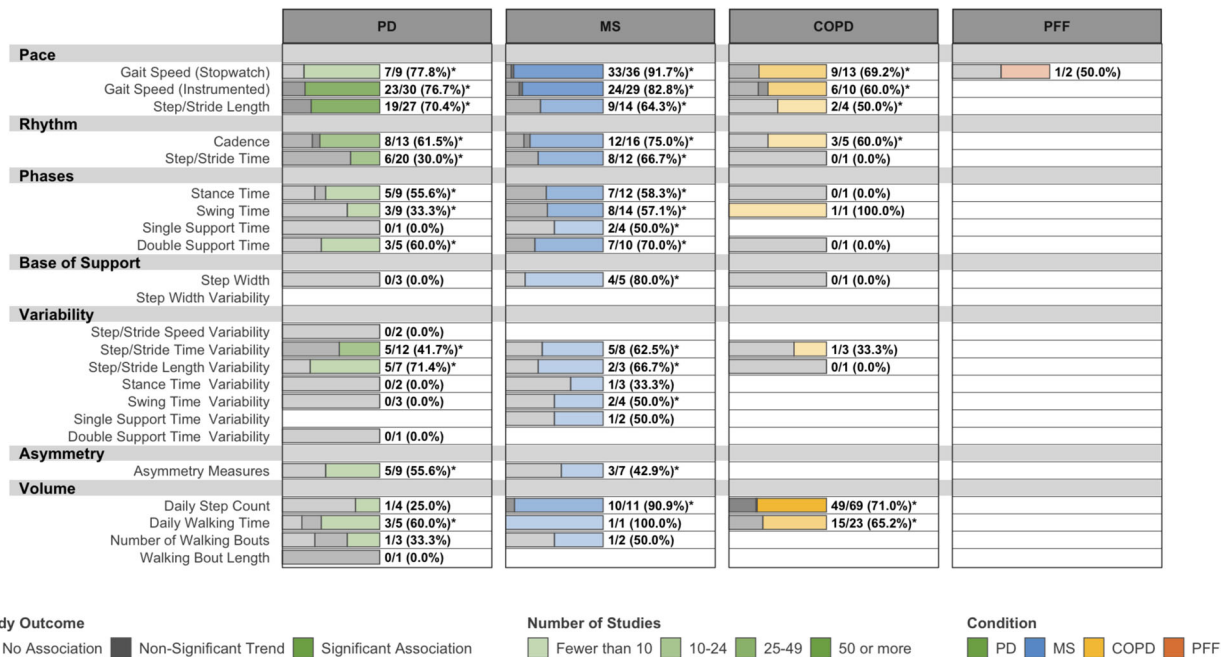 PD MS COPD PFF
Pace
Gait Speed (Stopwatch) 7/9 (77.8%)* 33/36 (91.7%)* 9/13 (69.2%)* 1/2 (50.0%)
Gait Speed (Instrumented) 23/30 (76.7%)* 24/29 (82.8%)* 6/10 (60.0%)*
Step/Stride Length 19/27 (70.4%)* 9/14 (64.3%)* 2/4 (50.0%)*
Rhythm
Cadence 8/13 (61.5%)* 12/16 (75.0%)* 3/5 (60.0%)*
Step/Stride Time 6/20 (30.0%)* 8/12 (66.7%)* 0/1 (0.0%)
Phases
Stance Time 5/9 (55.6%)* 7/12 (58.3%)* 0/1 (0.0%)
Swing Time 3/9 (33.3%)* 8/14 (57.1%)* 1/1 (100.0%)
Single Support Time 0/1 (0.0%) 2/4 (50.0%)*
Double Support Time 3/5 (60.0%)* 7/10 (70.0%)* 0/1 (0.0%)
Base of Support
Step Width 0/3 (0.0%) 4/5 (80.0%)* 0/1 (0.0%)
Step Width Variability
Variability
Step/Stride Speed Variability 0/2 (0.0%)
Step/Stride Time Variability 5/12 (41.7%)* 5/8 (62.5%)* 1/3 (33.3%)
Step/Stride Length Variability 5/7 (71.4%)* 2/3 (66.7%)* 0/1 (0.0%)
Stance Time Variability 0/2 (0.0%) 1/3 (33.3%)
Swing Time Variability 0/3 (0.0%) 2/4 (50.0%)*
Single Support Time Variability 1/2 (50.0%)
Double Support Time Variability 0/1 (0.0%)
Asymmetry
Asymmetry Measures 5/9 (55.6%)* 3/7 (42.9%)*
Volume
Daily Step Count 1/4 (25.0%) 10/11 (90.9%)* 49/69 (71.0%)*
Daily Walking Time 3/5 (60.0%)* 1/1 (100.0%) 15/23 (65.2%)*
Number of Walking Bouts 1/3 (33.3%) 1/2 (50.0%)
Walking Bout Length 0/1 (0.0%)
dy Outcome Number of Studies Condition
No Association Non-Significant Trend Significant Association Fewer than 10 10-24 25-49 50 or more PD MS COPD PFF